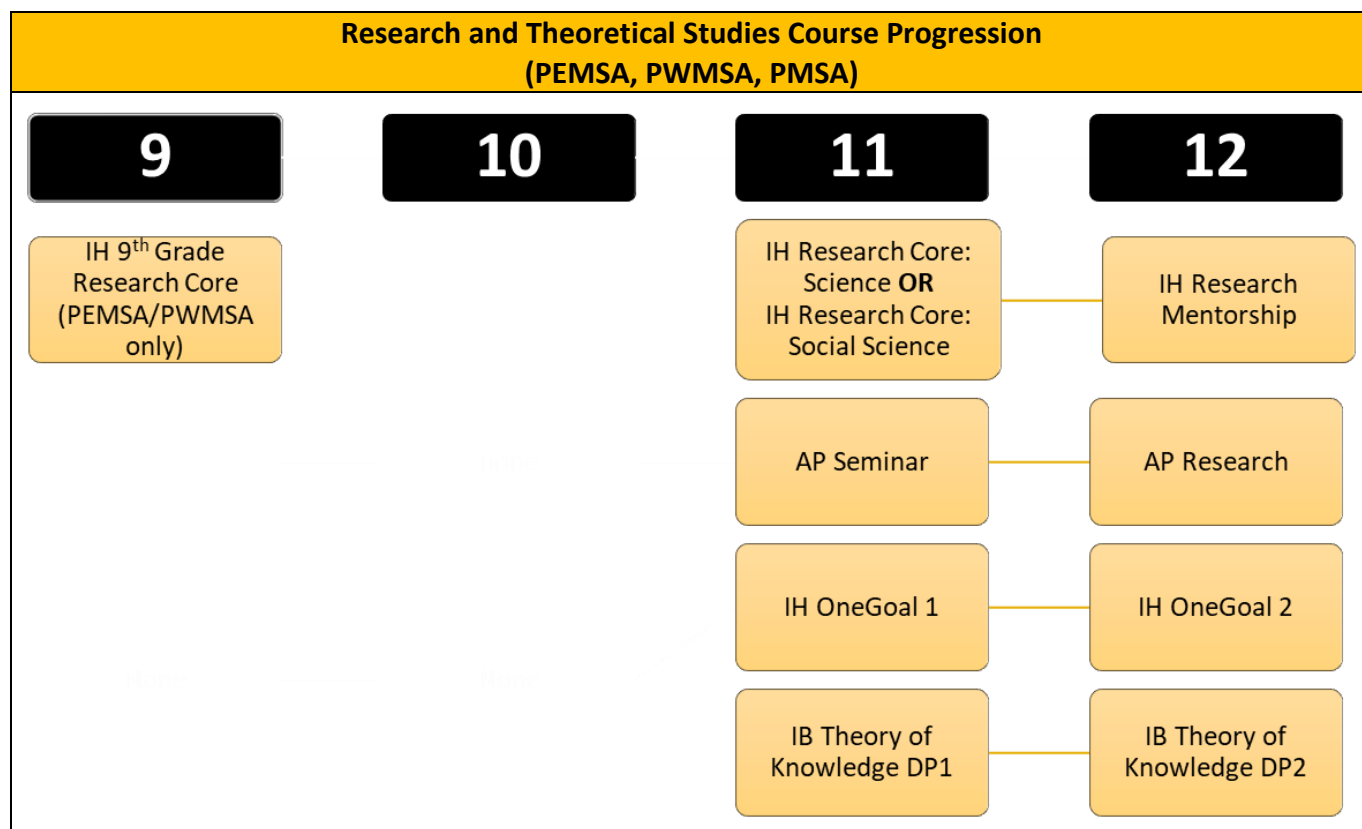 Research and Theoretical Studies Course Progression
(PEMSA, PWMSA, PMSA)
9
10
11
12
IH 9th Grade
Research Core
(PEMSA/PWMSA
only)
IH Research Core:
Science OR
IH Research Core:
Social Science
IH Research
Mentorship
AP Seminar
AP Research
IH OneGoal 1
IH OneGoal 2
IB Theory of
Knowledge DP1
IB Theory of
Knowledge DP2